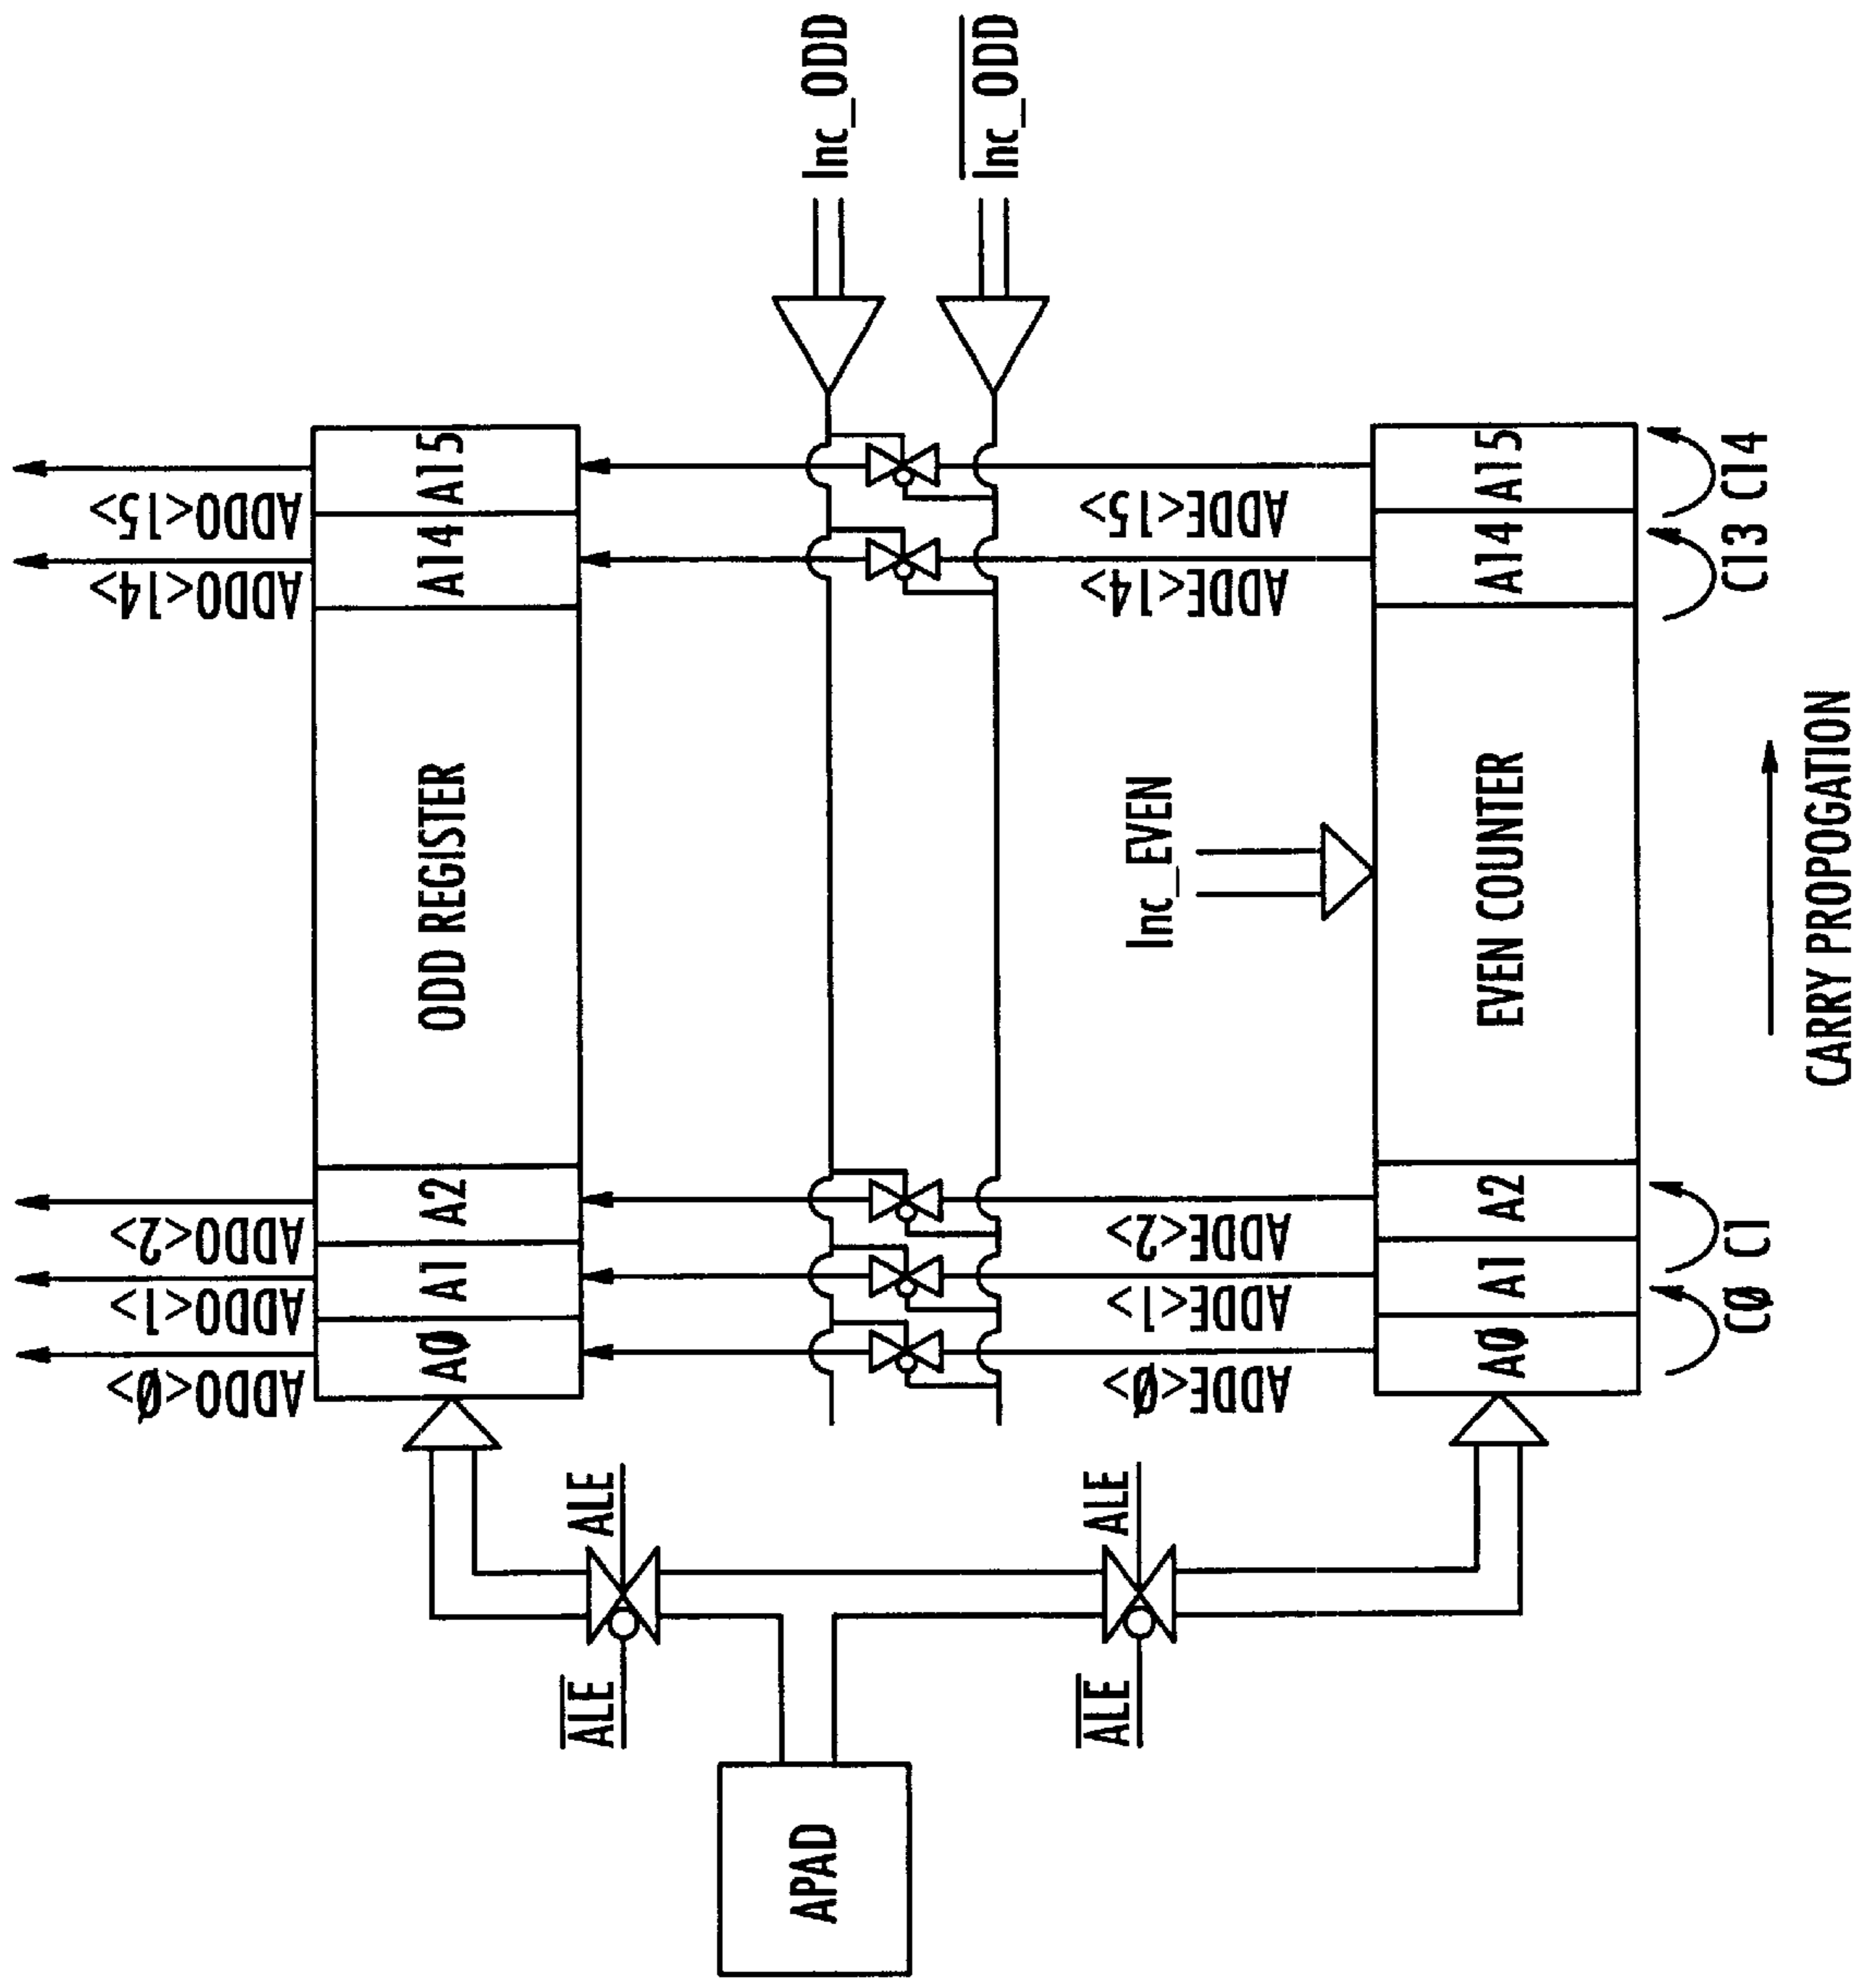 ADDO<0̸>
ADDO<1>
ADDO<2>
ADDO<14>
ADDO<15>
AØ
A1
A2
ODD REGISTER
A14
A15
Inc_ODD
Inc_ODD
ALE
ALE
APAD
ALE
ALE
ADDE<Ø>
ADDE<1>
ADDE<2>
ADDE<14>
ADDE<15>
Inc_EVEN
AØ
A1
A2
EVEN COUNTER
A14
A15
CØ
C1
C13
C14
CARRY PROPOGATION